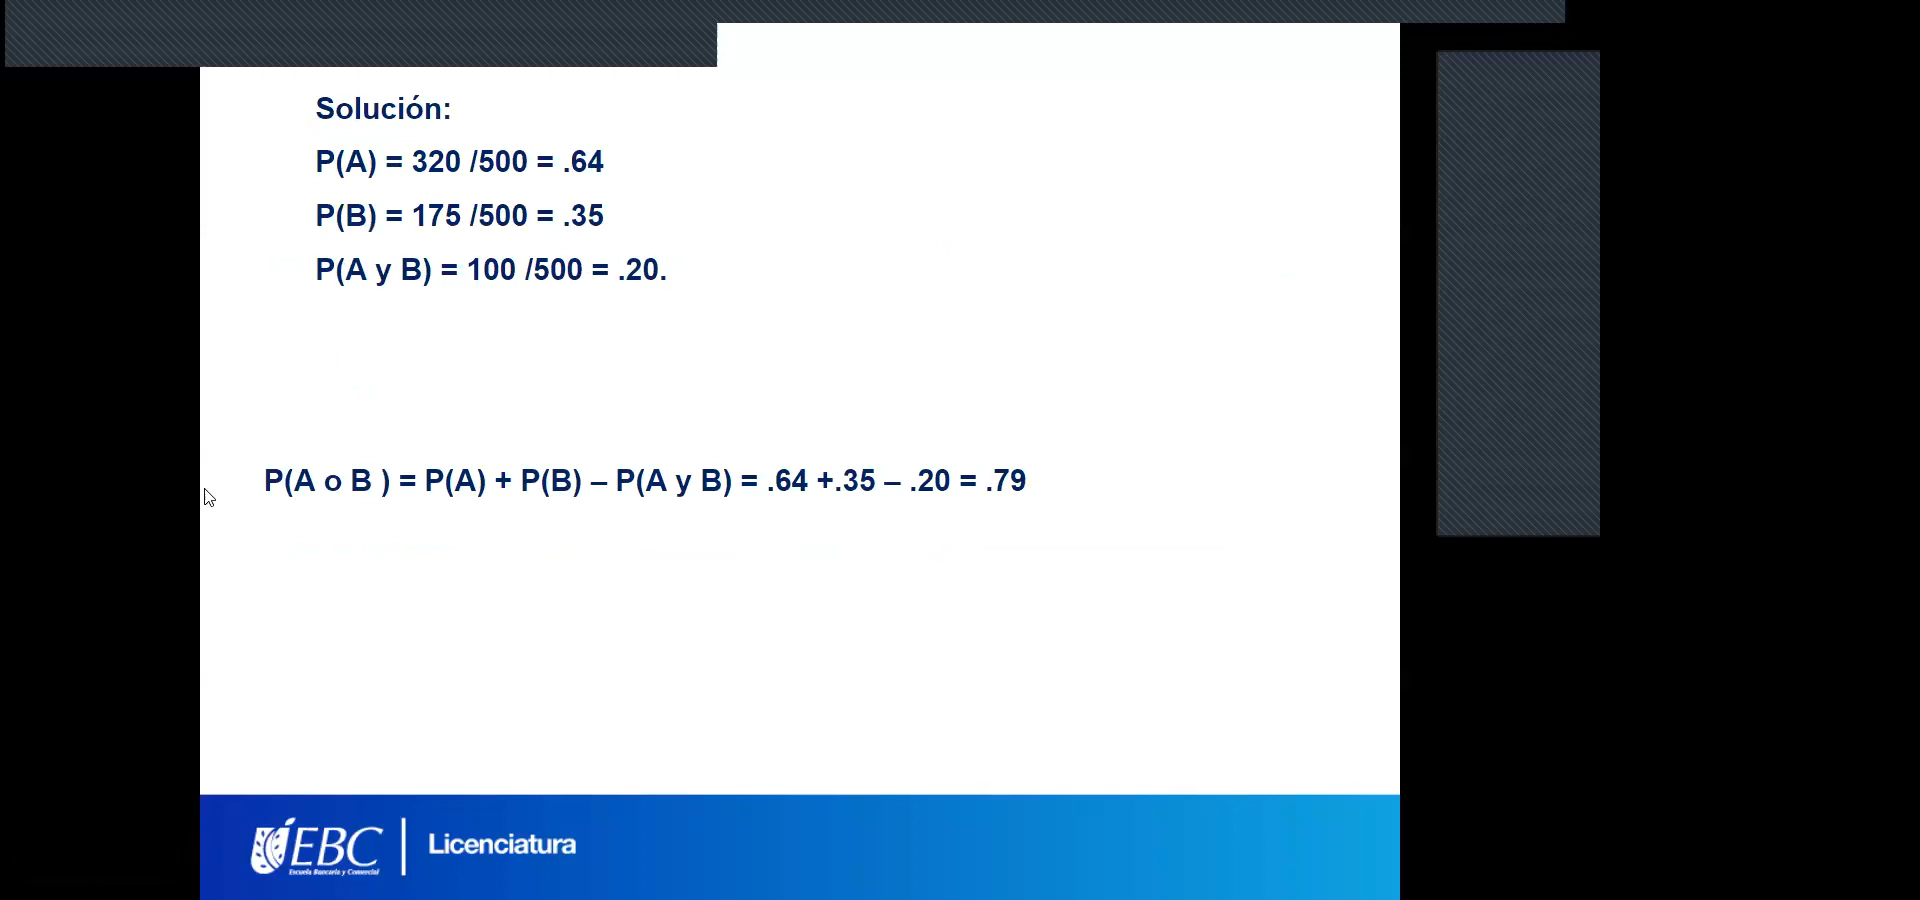 Solución:
P(A) = 320 /500 = .64
P(B) = 175 /500 = .35
P(A y B) = 100 /500 = .20.
P(A o B ) = P(A) + P(B) – P(A y B) = .64 +.35 – .20 = .79
EBC
Escuela Bancaria y Comercial
Licenciatura